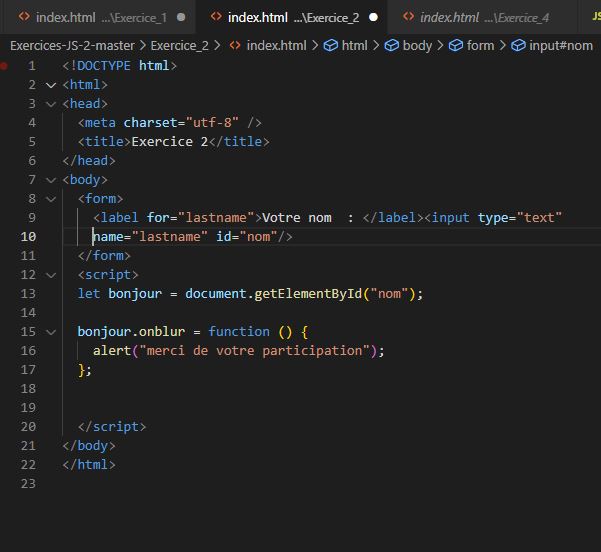 index.html ...\Exercice_1
index.html ...\Exercice_2
index.html ...\Exercice_4
JS
Exercices-JS-2-master > Exercice_2 > index.html > html > body > form > input#nom
1 <!DOCTYPE html>
2 <html>
3 <head>
4 <meta charset="utf-8" />
5 <title>Exercice 2</title>
6 </head>
7 <body>
8 <form>
9 <label for="lastname">Votre nom  : </label><input type="text"
10 name="lastname" id="nom"/>
11 </form>
12 <script>
13 let bonjour = document.getElementById("nom");
14
15 bonjour.onblur = function () {
16 alert("merci de votre participation");
17 };
18
19
20 </script>
21 </body>
22 </html>
23